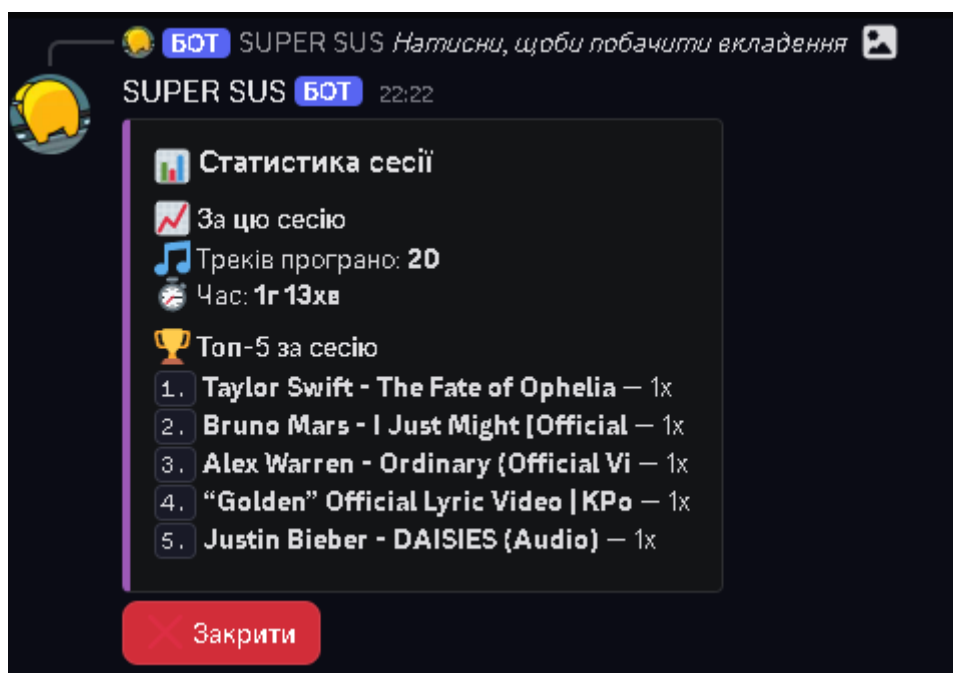 БОТ SUPER SUS Натисни, щоби побачити вкладення
SUPER SUS БОТ 22:22
Статистика сесії
За цю сесію
Треків програно: 20
Час: 1г 13хв
Топ-5 за сесію
1. Taylor Swift - The Fate of Ophelia — 1x
2. Bruno Mars - I Just Might [Official — 1x
3. Alex Warren - Ordinary (Official Vi — 1x
4. “Golden” Official Lyric Video | KPo — 1x
5. Justin Bieber - DAISIES (Audio) — 1x
Закрити